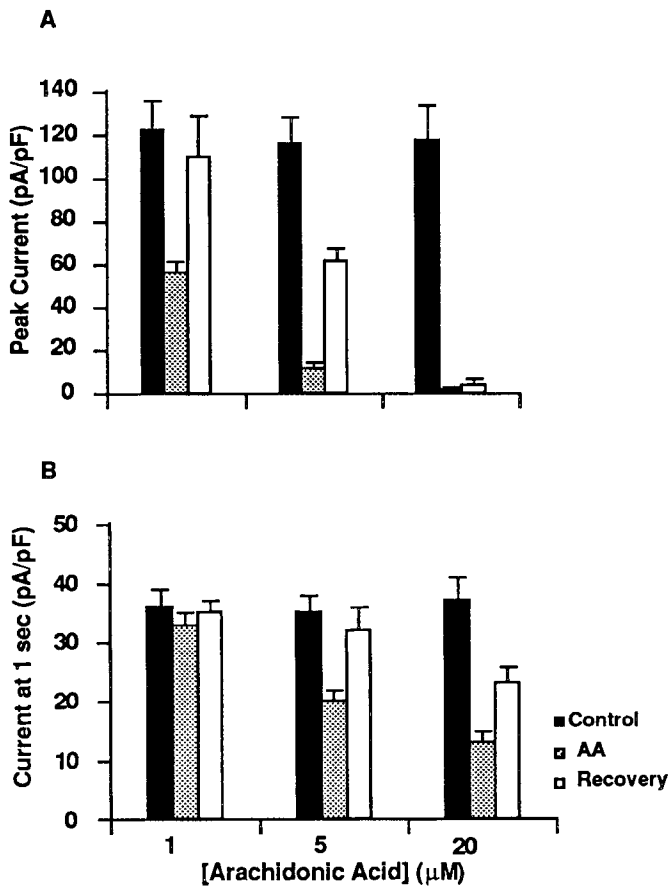 A
140
120
100
80
60
40
20
0
Peak Current (pA/pF)
B
50
40
30
20
10
0
Current at 1 sec (pA/pF)
Control
AA
Recovery
1 5 20
[Arachidonic Acid] (μM)